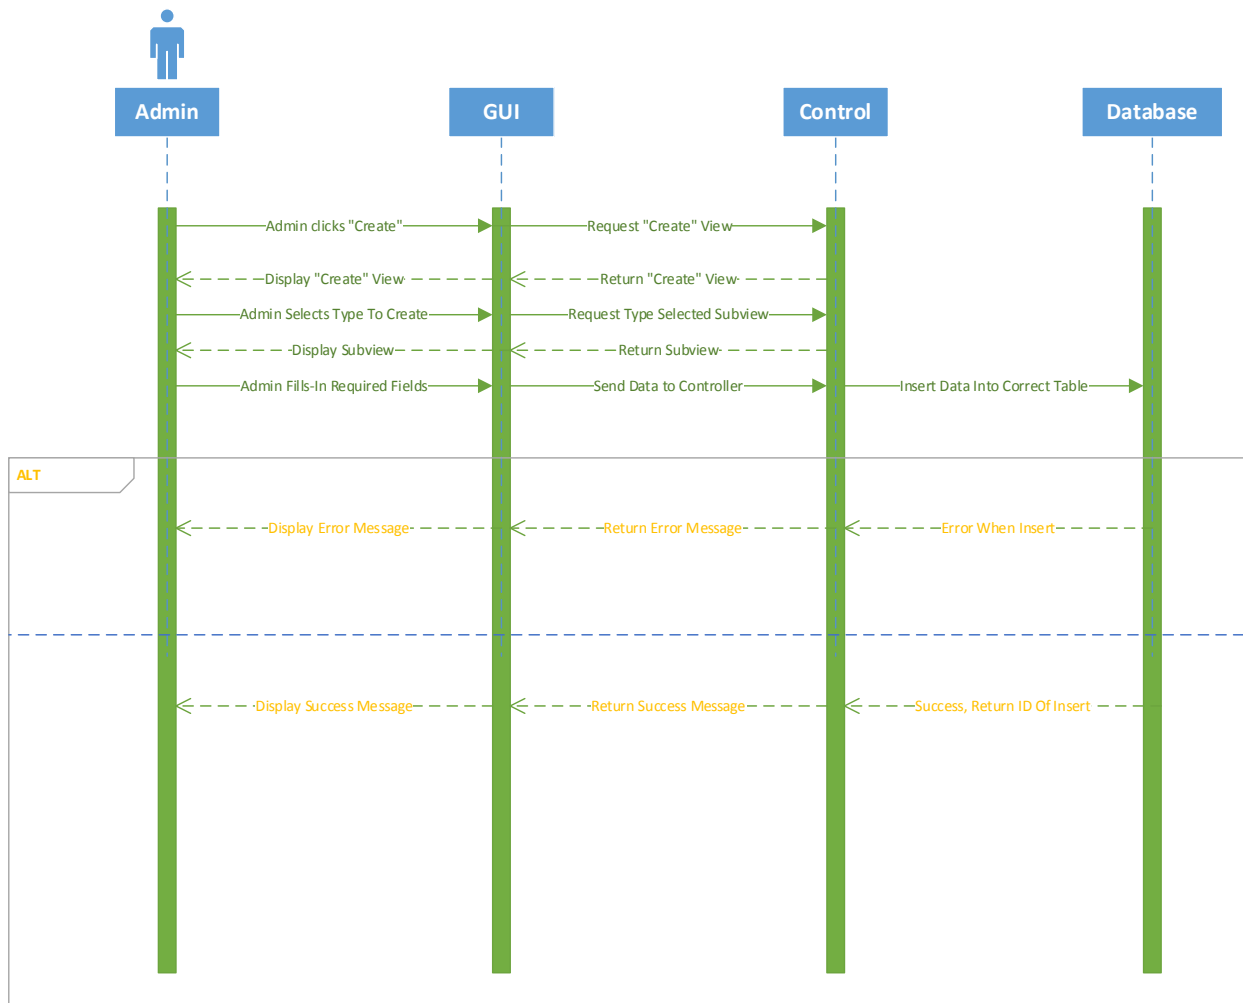 Admin
GUI
Control
Database
Admin clicks "Create"
Request "Create" View
Display "Create" View
Return "Create" View
Admin Selects Type To Create
Request Type Selected Subview
Display Subview
Return Subview
Admin Fills-In Required Fields
Send Data to Controller
Insert Data Into Correct Table
ALT
Display Error Message
Return Error Message
Error When Insert
Display Success Message
Return Success Message
Success, Return ID Of Insert